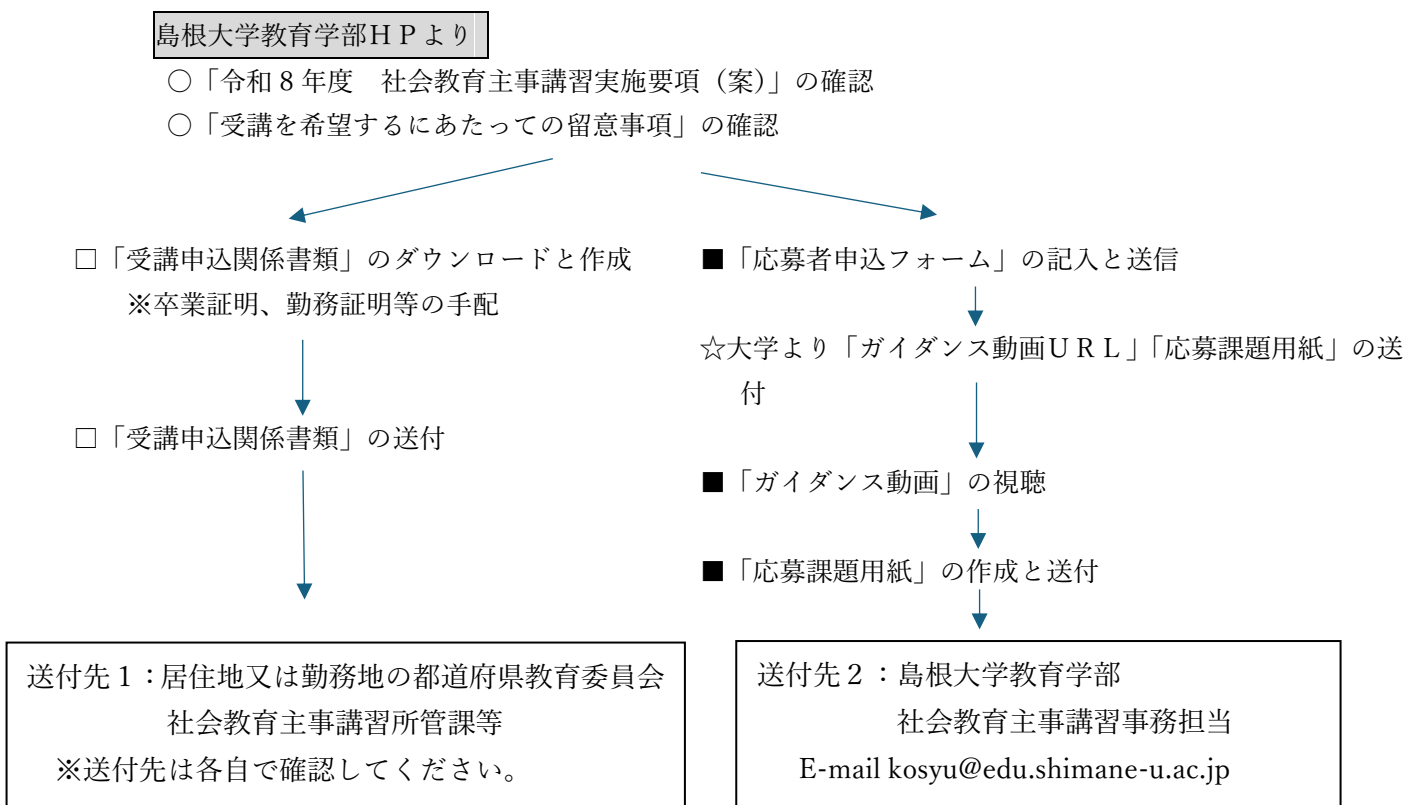 島根大学教育学部ＨＰより
○「令和８年度　社会教育主事講習実施要項（案）」の確認
○「受講を希望するにあたっての留意事項」の確認
□「受講申込関係書類」のダウンロードと作成
※卒業証明、勤務証明等の手配
□「受講申込関係書類」の送付
送付先１：居住地又は勤務地の都道府県教育委員会
社会教育主事講習所管課等
※送付先は各自で確認してください。
■「応募者申込フォーム」の記入と送信
☆大学より「ガイダンス動画ＵＲＬ」「応募課題用紙」の送
付
■「ガイダンス動画」の視聴
■「応募課題用紙」の作成と送付
送付先２：島根大学教育学部
社会教育主事講習事務担当
E-mail kosyu@edu.shimane-u.ac.jp